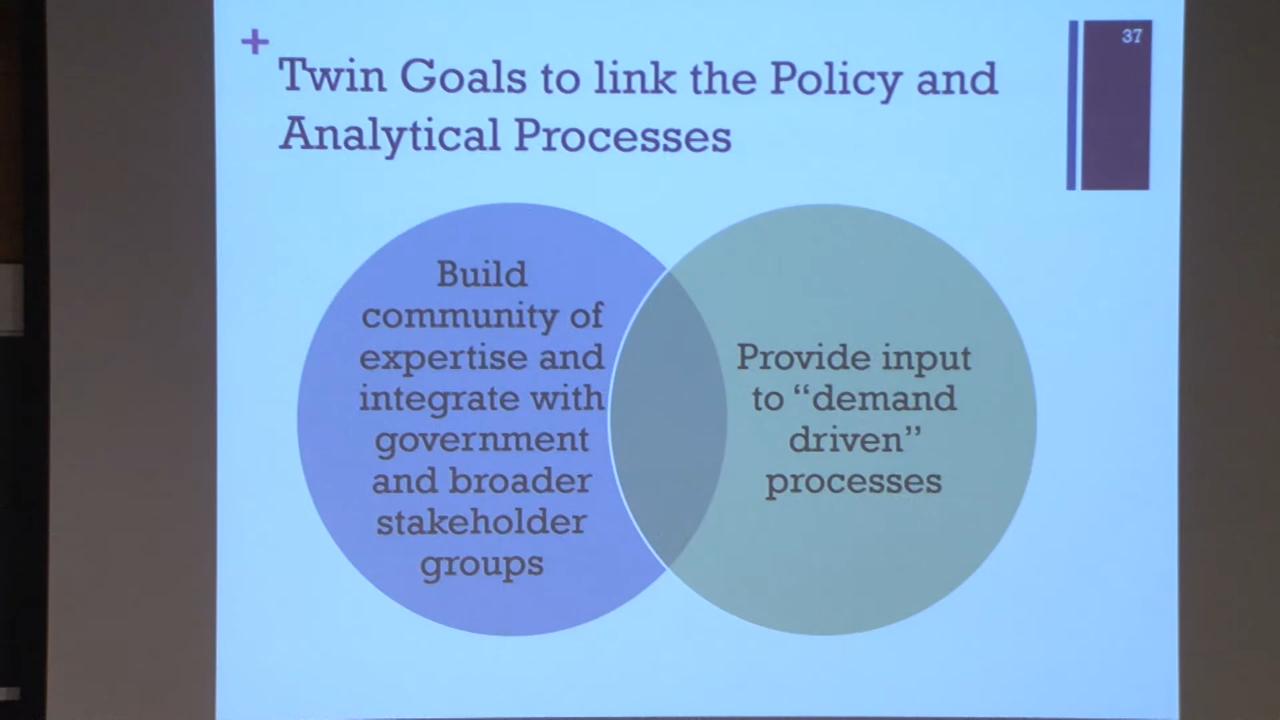 +
37
Twin Goals to link the Policy and
Analytical Processes
Build
community of
expertise and
integrate with
government
and broader
stakeholder
groups
Provide input
to “demand
driven”
processes